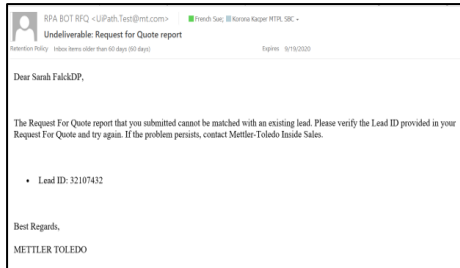 RPA BOT RFQ <UiPath.Test@mt.com> French Sue; Korona Kacper MTPL SBC
Undeliverable: Request for Quote report
Retention Policy Inbox items older than 60 days (60 days) Expires 9/19/2020
Dear Sarah FalckDP,
The Request For Quote report that you submitted cannot be matched with an existing lead. Please verify the Lead ID provided in your
Request For Quote and try again. If the problem persists, contact Mettler-Toledo Inside Sales.
• Lead ID: 32107432
Best Regards,
METTLER TOLEDO